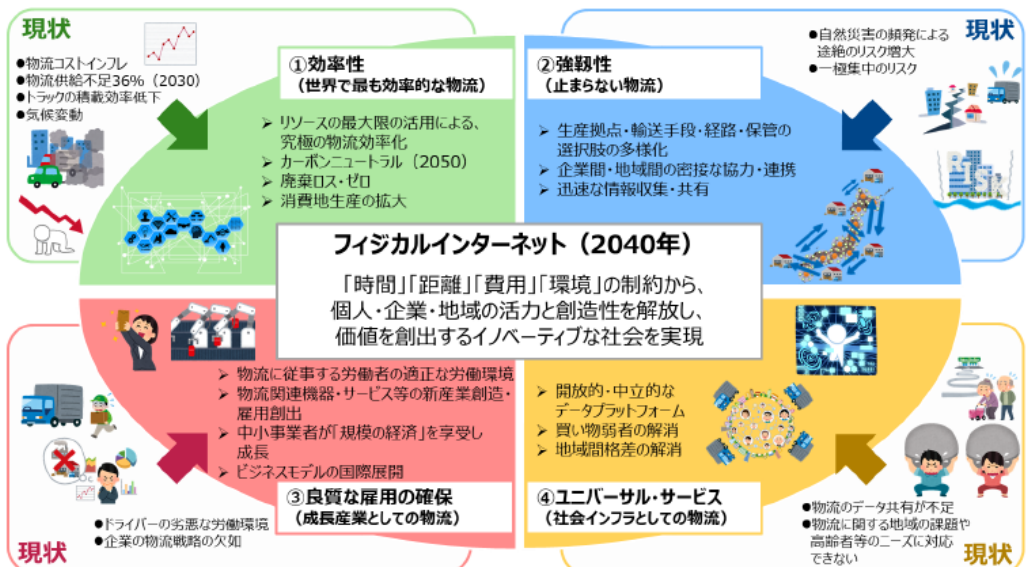 現状
●物流コストインフレ
●物流供給不足36%（2030）
●トラックの積載効率低下
●気候変動
①効率性
（世界で最も効率的な物流）
➢ リソースの最大限の活用による、
究極の物流効率化
➢ カーボンニュートラル（2050）
➢ 廃棄ロス・ゼロ
➢ 消費地生産の拡大
②強靭性
（止まらない物流）
➢ 生産拠点・輸送手段・経路・保管の
選択肢の多様化
➢ 企業間・地域間の密接な協力・連携
➢ 迅速な情報収集・共有
現状
●自然災害の頻発による
途絶のリスク増大
●一極集中のリスク
フィジカルインターネット（2040年）
「時間」「距離」「費用」「環境」の制約から、
個人・企業・地域の活力と創造性を解放し、
価値を創出するイノベーティブな社会を実現
➢ 物流に従事する労働者の適正な労働環境
➢ 物流関連機器・サービス等の新産業創造・
雇用創出
➢ 中小事業者が「規模の経済」を享受し
成長
➢ ビジネスモデルの国際展開
③良質な雇用の確保
（成長産業としての物流）
●ドライバーの劣悪な労働環境
●企業の物流戦略の欠如
現状
➢ 開放的・中立的な
データプラットフォーム
➢ 買い物弱者の解消
➢ 地域間格差の解消
④ユニバーサル・サービス
（社会インフラとしての物流）
●物流のデータ共有が不足
●物流に関する地域の課題や
高齢者等のニーズに対応
できない
現状